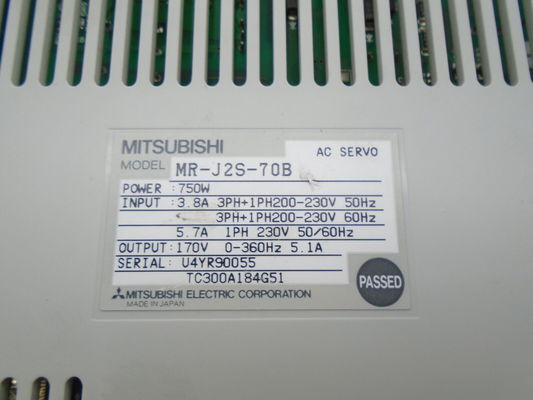 MITSUBISHI
AC SERVO
MODEL MR-J2S-70B
POWER :750W
INPUT :3.8A 3PH+1PH200-230V 50Hz
3PH+1PH200-230V 60Hz
5.7A 1PH 230V 50/60Hz
OUTPUT:170V 0-360Hz 5.1A
SERIAL: U4YR90055
TC300A184G51
MITSUBISHI ELECTRIC CORPORATION
MADE IN JAPAN
PASSED